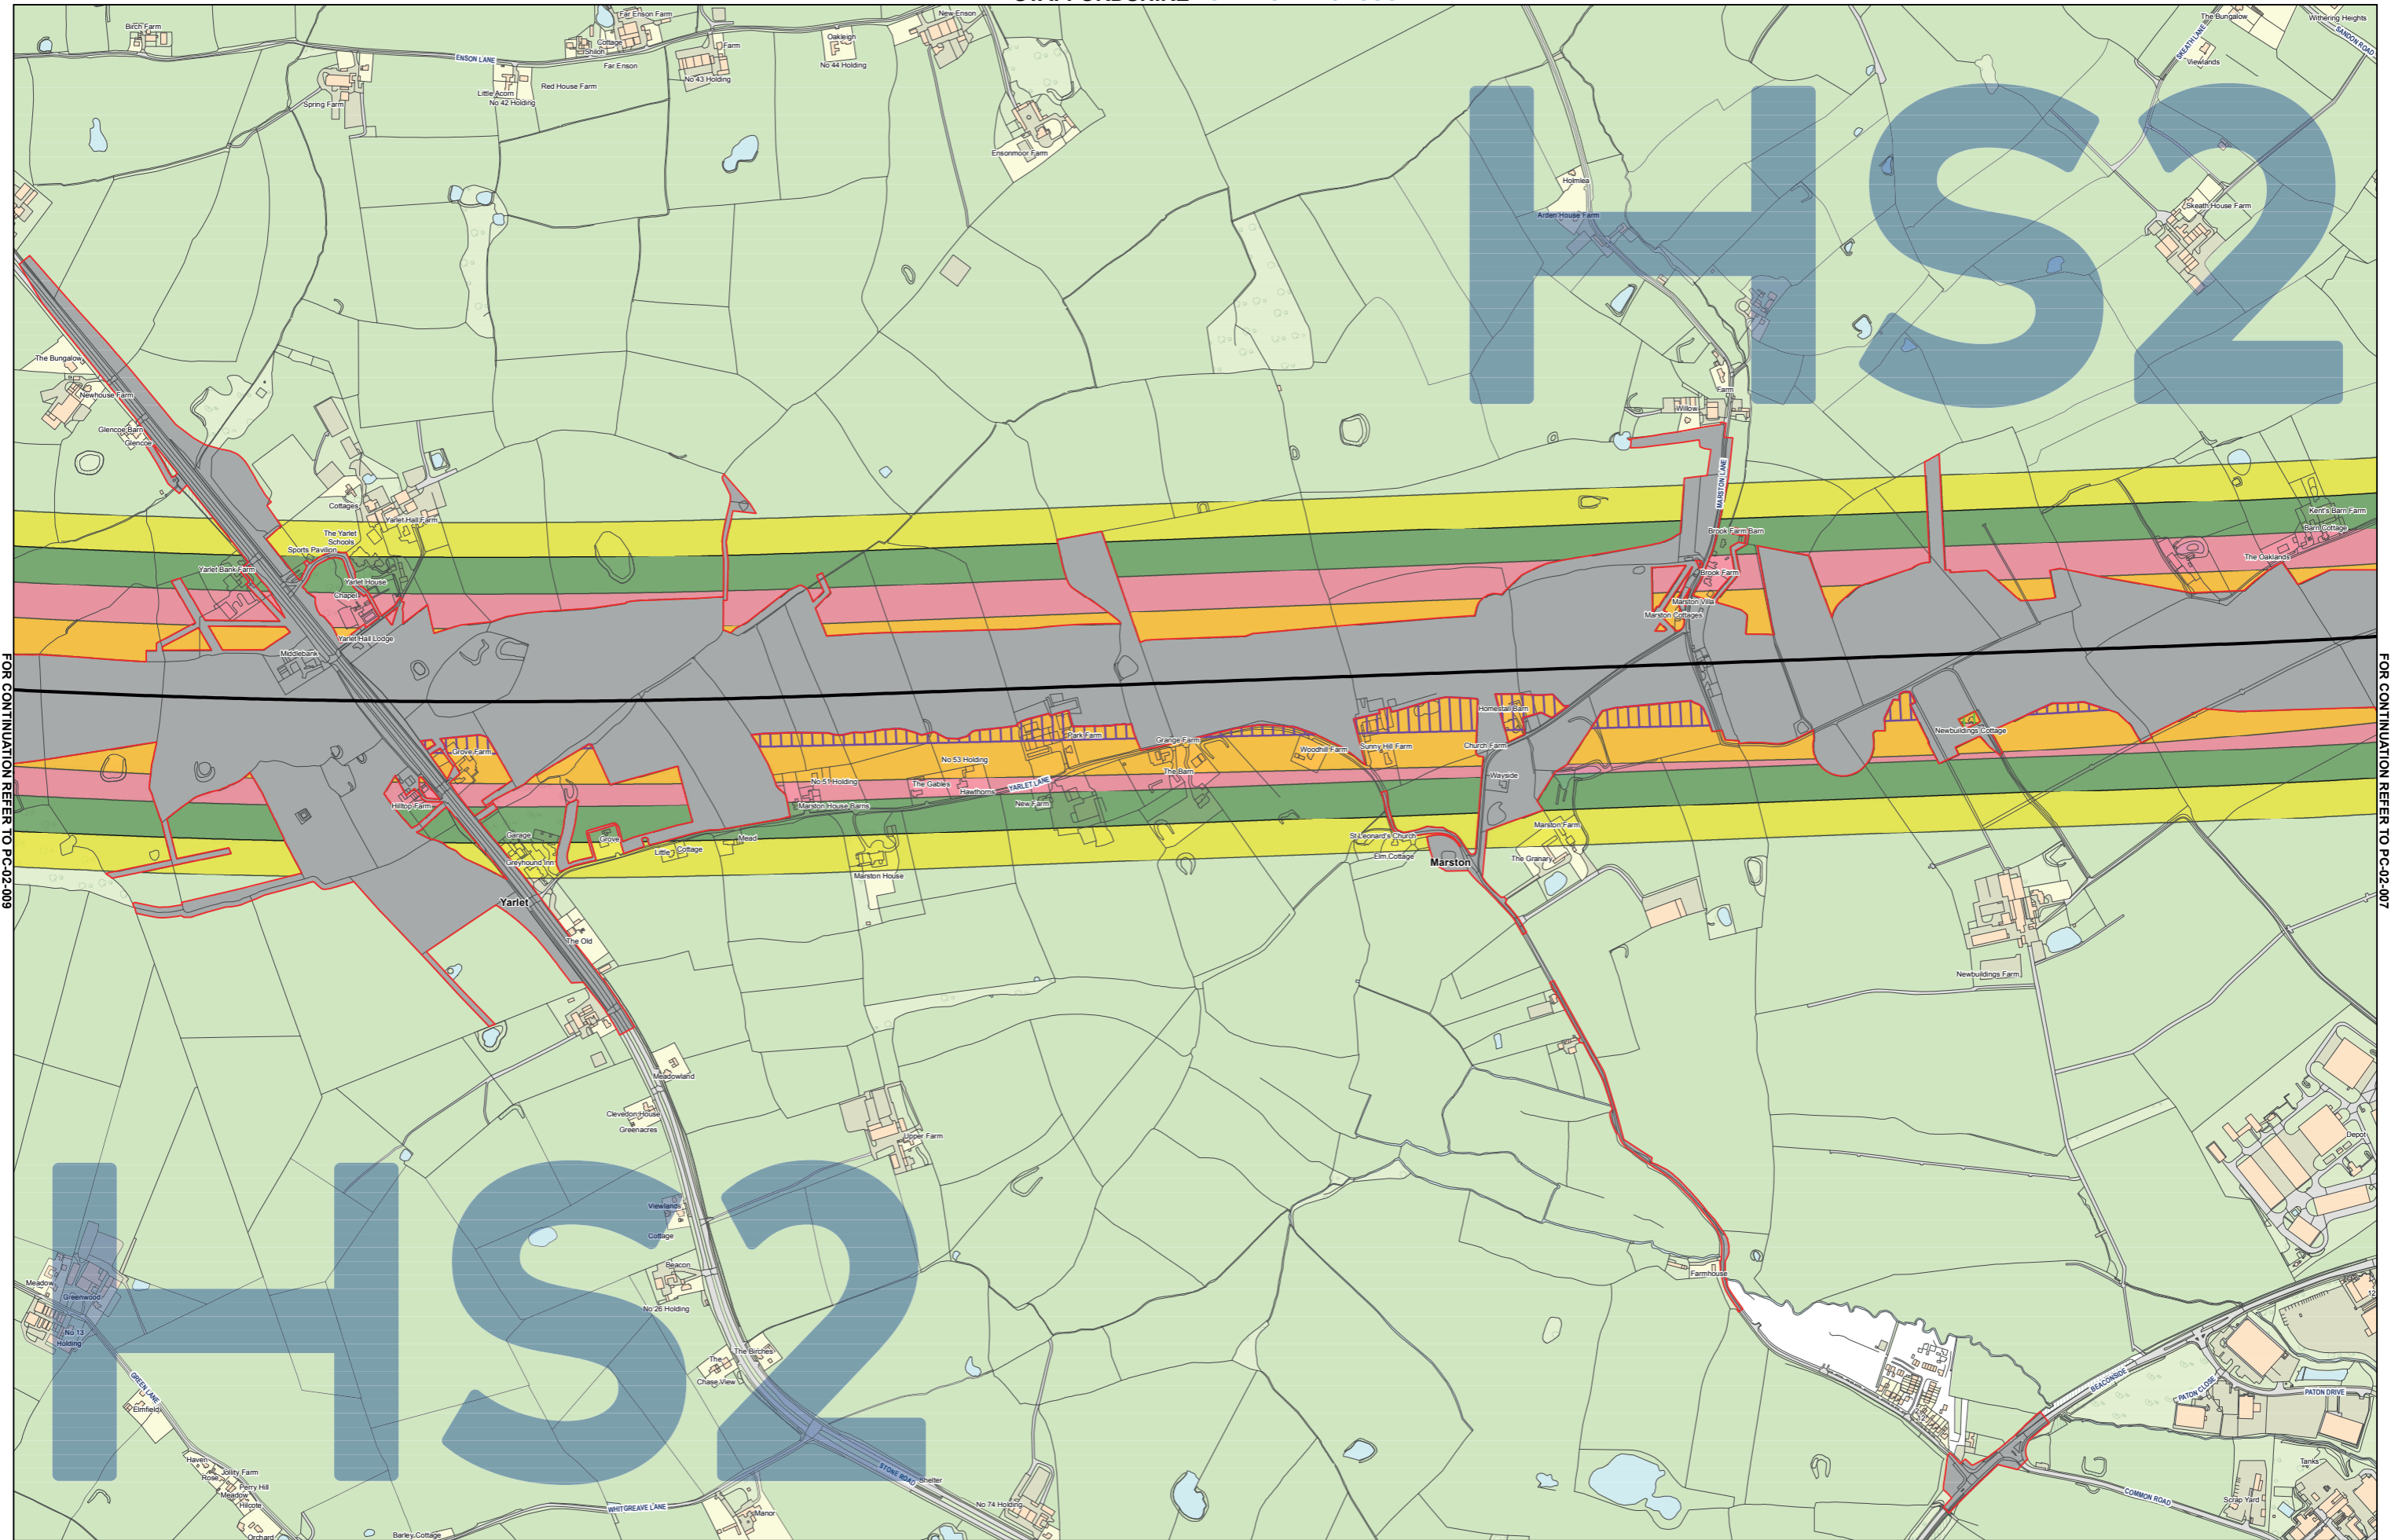 STAFFORDSHIRE
Birch Farm
ENSON LANE
Spring Farm
Little Acorn
No 42 Holding
Red House Farm
Far Enson Farm
Cottage
Shiloh
Far Enson
Farm
No 43 Holding
Oakleigh
No 44 Holding
New Enson
Ensonmoor Farm
HS2
Holmlea
Arden House Farm
SKEATH LANE
The Bungalow
Viewlands
Withering Heights
SANDON ROAD
Skeath House Farm
The Bungalow
Newhouse Farm
Glencoe Barn
Glencoe
Farm
Willow
MARSTON LANE
Cottages
Yarlet Hall Farm
The Yarlet
Schools
Sports Pavilion
Yarlet Bank Farm
Yarlet House
Chapel
Yarlet Hall Lodge
Middlebank
Brook Farm Barn
Brook Farm
Marston Villa
Marston Cottages
Kent's Barn Farm
Barn Cottage
The Oaklands
FOR CONTINUATION REFER TO PC-02-009
FOR CONTINUATION REFER TO PC-02-007
Grove Farm
Hilltop Farm
Garage
Greyhound Inn
Grove
Little
Cottage
Mead
Yarlet
No 51 Holding
Marston House Barns
Marston House
No 53 Holding
The Gables
Hawthorns
YARLET LANE
New Farm
Park Farm
Grange Farm
The Barn
Woodhill Farm
Sunny Hill Farm
Homestall Barn
Church Farm
Wayside
St Leonard's Church
Elm Cottage
Marston
Marston Farm
The Granary
Newbuildings Cottage
Newbuildings Farm
The Old
Meadowland
Clevedon House
Greenacres
Upper Farm
Depot
HS2
Viewlands
Cottage
Beacon
No 26 Holding
Meadow
Greenwood
No 13
Holding
GREEN LANE
Elmfield
The Birches
The
Chase View
Haven
Rose
Jollity Farm
Perry Hill
Meadow
Hilcote
Orchard
Barley Cottage
WHITGREAVE LANE
Manor
STONE ROAD
Shelter
No 74 Holding
Farmhouse
BEACONSIDE
PATON CLOSE
PATON DRIVE
12
COMMON ROAD
Scrap Yard
Tanks